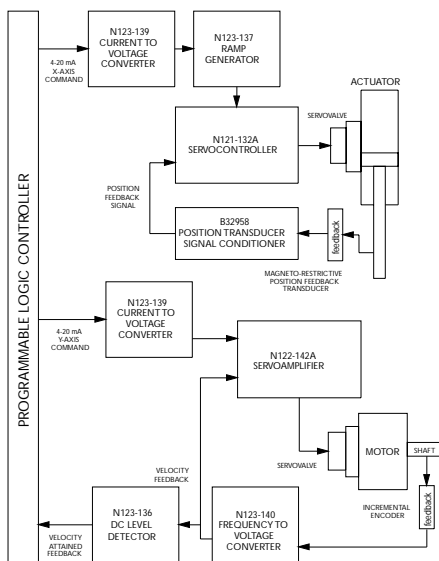 PROGRAMMABLE LOGIC CONTROLLER
4-20 mA
X-AXIS
COMMAND
N123-139
CURRENT TO
VOLTAGE
CONVERTER
N123-137
RAMP
GENERATOR
ACTUATOR
SERVOVALVE
N121-132A
SERVOCONTROLLER
POSITION
FEEDBACK
SIGNAL
B32958
POSITION TRANSDUCER
SIGNAL CONDITIONER
feedback
MAGNETO-RESTRICTIVE
POSITION FEEDBACK
TRANSDUCER
4-20 mA
Y-AXIS
COMMAND
N123-139
CURRENT TO
VOLTAGE
CONVERTER
N122-142A
SERVOAMPLIFIER
MOTOR
SHAFT
SERVOVALVE
VELOCITY
FEEDBACK
INCREMENTAL
ENCODER
feedback
VELOCITY
ATTAINED
FEEDBACK
N123-136
DC LEVEL
DETECTOR
N123-140
FREQUENCY TO
VOLTAGE
CONVERTER